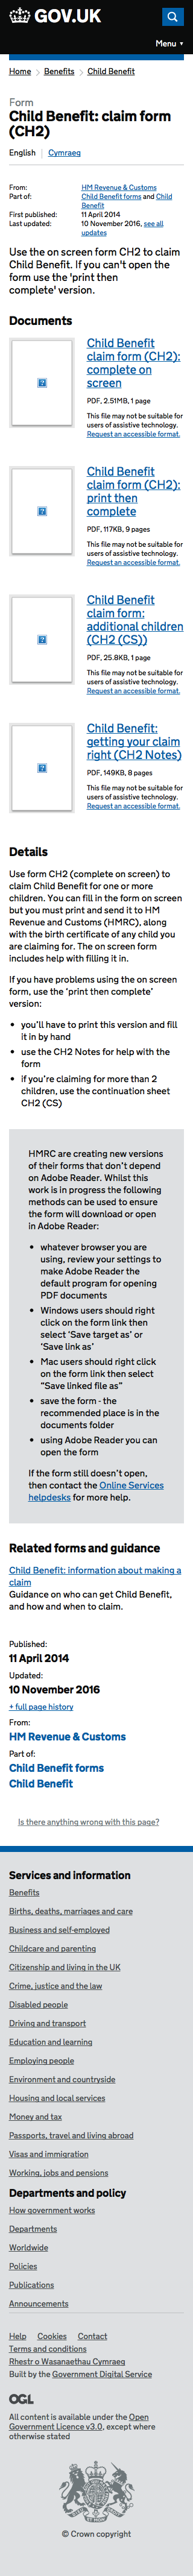 GOV.UK
Menu ▼
Home
Benefits
Child Benefit
Form
Child Benefit: claim form
(CH2)
English
Cymraeg
From:
HM Revenue & Customs
Part of:
Child Benefit forms and Child
Benefit
First published:
11 April 2014
Last updated:
10 November 2016, see all
updates
Use the on screen form CH2 to claim
Child Benefit. If you can't open the
form use the 'print then
complete' version.
Documents
Child Benefit
claim form (CH2):
complete on
screen
PDF, 2.51MB, 1 page
This file may not be suitable for
users of assistive technology.
Request an accessible format.
Child Benefit
claim form (CH2):
print then
complete
PDF, 117KB, 9 pages
This file may not be suitable for
users of assistive technology.
Request an accessible format.
Child Benefit
claim form:
additional children
(CH2 (CS))
PDF, 25.8KB, 1 page
This file may not be suitable for
users of assistive technology.
Request an accessible format.
Child Benefit:
getting your claim
right (CH2 Notes)
PDF, 149KB, 8 pages
This file may not be suitable for
users of assistive technology.
Request an accessible format.
Details
Use form CH2 (complete on screen) to
claim Child Benefit for one or more
children. You can fill in the form on screen
but you must print and send it to HM
Revenue and Customs (HMRC), along
with the birth certificate of any child you
are claiming for. The on screen form
includes help with filling it in.
If you have problems using the on screen
form, use the ‘print then complete’
version:
• you’ll have to print this version and fill
it in by hand
• use the CH2 Notes for help with the
form
• if you’re claiming for more than 2
children, use the continuation sheet
CH2 (CS)
HMRC are creating new versions
of their forms that don’t depend
on Adobe Reader. Whilst this
work is in progress the following
methods can be used to ensure
the form will download or open
in Adobe Reader:
• whatever browser you are
using, review your settings to
make Adobe Reader the
default program for opening
PDF documents
• Windows users should right
click on the form link then
select ‘Save target as’ or
‘Save link as’
• Mac users should right click
on the form link then select
“Save linked file as”
• save the form - the
recommended place is in the
documents folder
• using Adobe Reader you can
open the form
If the form still doesn’t open,
then contact the Online Services
helpdesks for more help.
Related forms and guidance
Child Benefit: information about making a
claim
Guidance on who can get Child Benefit,
and how and when to claim.
Published:
11 April 2014
Updated:
10 November 2016
+ full page history
From:
HM Revenue & Customs
Part of:
Child Benefit forms
Child Benefit
Is there anything wrong with this page?
Services and information
Benefits
Births, deaths, marriages and care
Business and self-employed
Childcare and parenting
Citizenship and living in the UK
Crime, justice and the law
Disabled people
Driving and transport
Education and learning
Employing people
Environment and countryside
Housing and local services
Money and tax
Passports, travel and living abroad
Visas and immigration
Working, jobs and pensions
Departments and policy
How government works
Departments
Worldwide
Policies
Publications
Announcements
Help
Cookies
Contact
Terms and conditions
Rhestr o Wasanaethau Cymraeg
Built by the Government Digital Service
OGL
All content is available under the Open
Government Licence v3.0, except where
otherwise stated
© Crown copyright